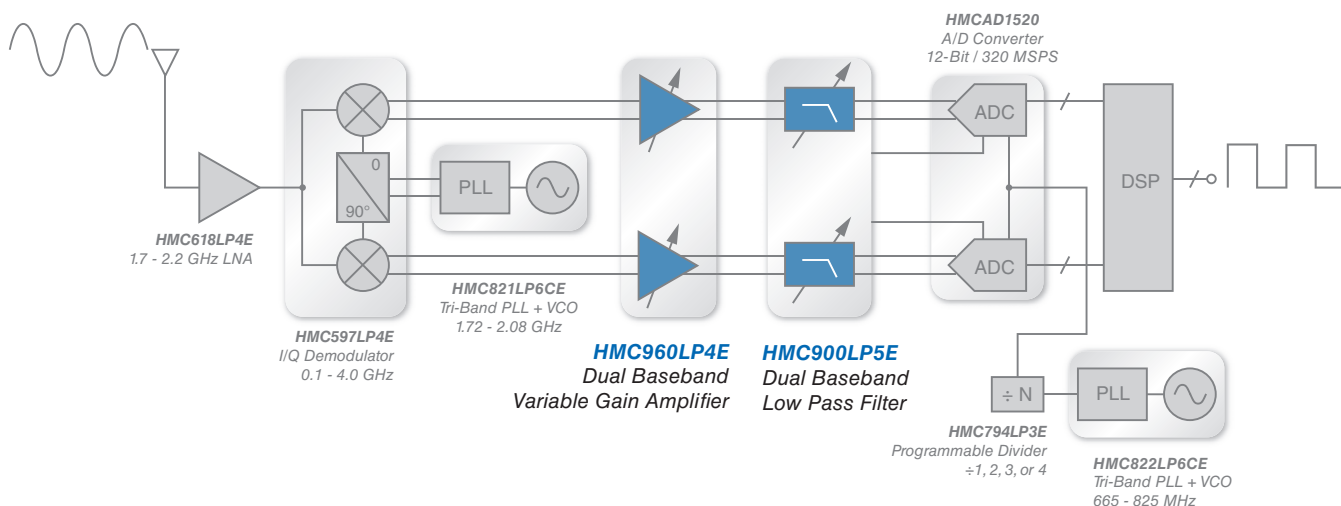 HMCAD1520
A/D Converter
12-Bit / 320 MSPS
ADC
0
90°
PLL
DSP
HMC618LP4E
1.7 - 2.2 GHz LNA
ADC
HMC821LP6CE
Tri-Band PLL + VCO
1.72 - 2.08 GHz
HMC597LP4E
I/Q Demodulator
0.1 - 4.0 GHz
HMC960LP4E
Dual Baseband
Variable Gain Amplifier
HMC900LP5E
Dual Baseband
Low Pass Filter
÷ N
PLL
HMC794LP3E
Programmable Divider
÷1, 2, 3, or 4
HMC822LP6CE
Tri-Band PLL + VCO
665 - 825 MHz